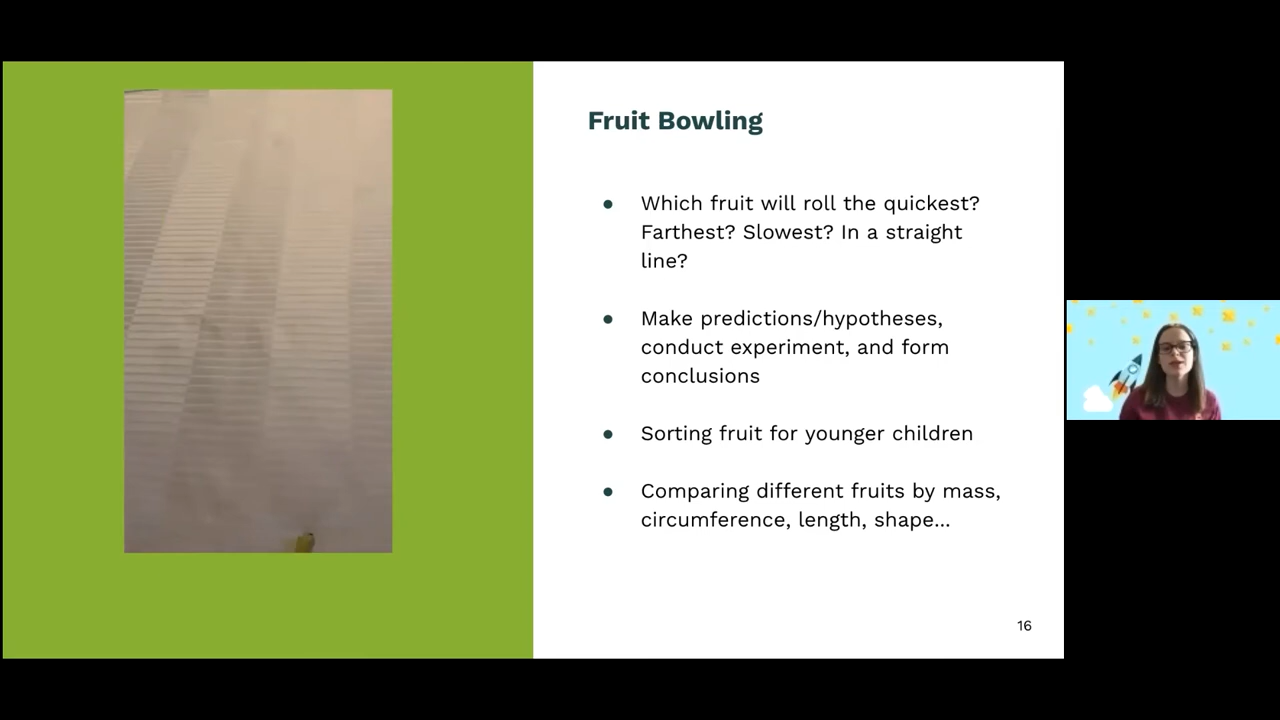 Fruit Bowling
● Which fruit will roll the quickest?
Farthest? Slowest? In a straight
line?
● Make predictions/hypotheses,
conduct experiment, and form
conclusions
● Sorting fruit for younger children
● Comparing different fruits by mass,
circumference, length, shape...
16